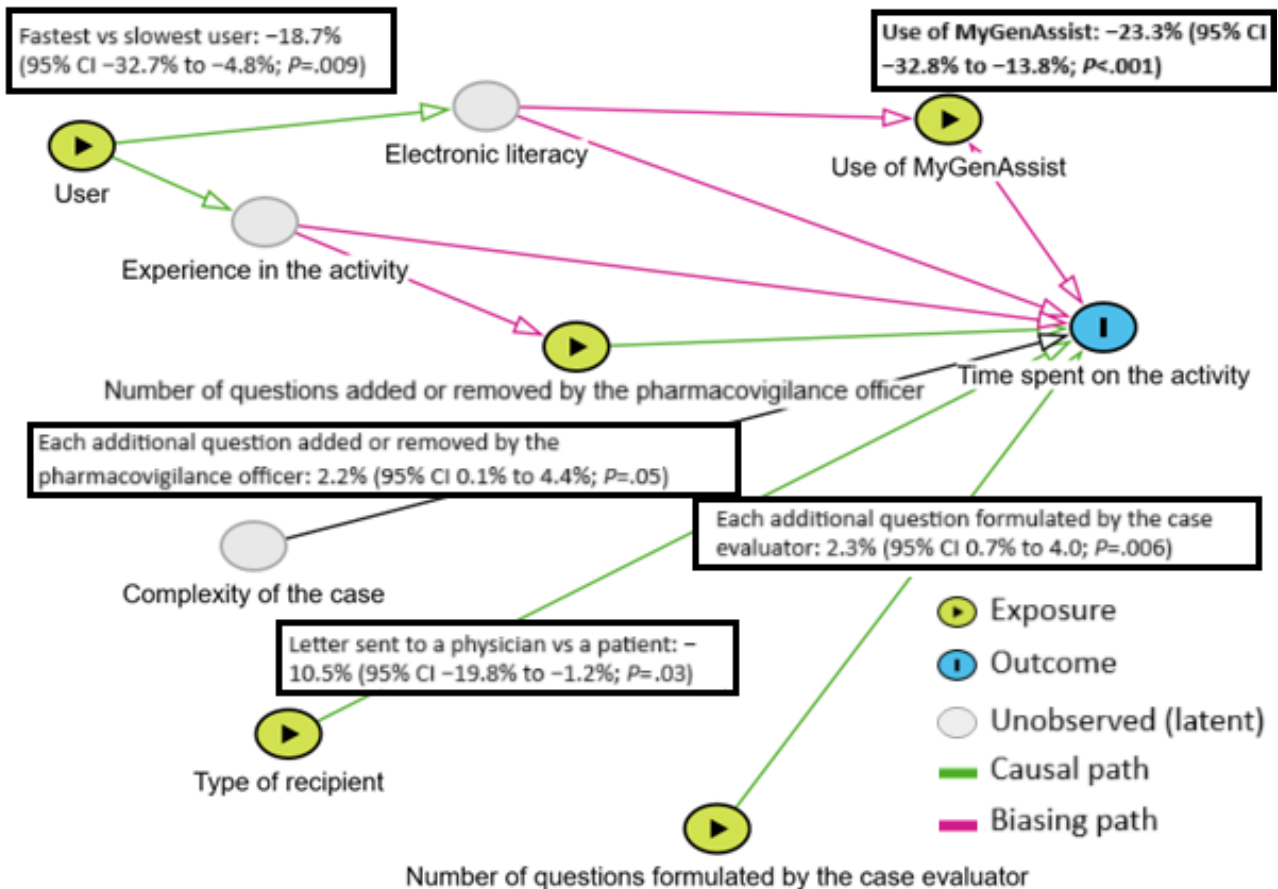 Fastest vs slowest user: −18.7%
(95% CI −32.7% to −4.8%; P=.009)
Use of MyGenAssist: −23.3% (95% CI
−32.8% to −13.8%; P<.001)
User
Electronic literacy
Use of MyGenAssist
Experience in the activity
Number of questions added or removed by the pharmacovigilance officer
Time spent on the activity
Each additional question added or removed by the
pharmacovigilance officer: 2.2% (95% CI 0.1% to 4.4%; P=.05)
Each additional question formulated by the case
evaluator: 2.3% (95% CI 0.7% to 4.0; P=.006)
Complexity of the case
Letter sent to a physician vs a patient: −
10.5% (95% CI −19.8% to −1.2%; P=.03)
Type of recipient
Number of questions formulated by the case evaluator
Exposure
Outcome
Unobserved (latent)
Causal path
Biasing path